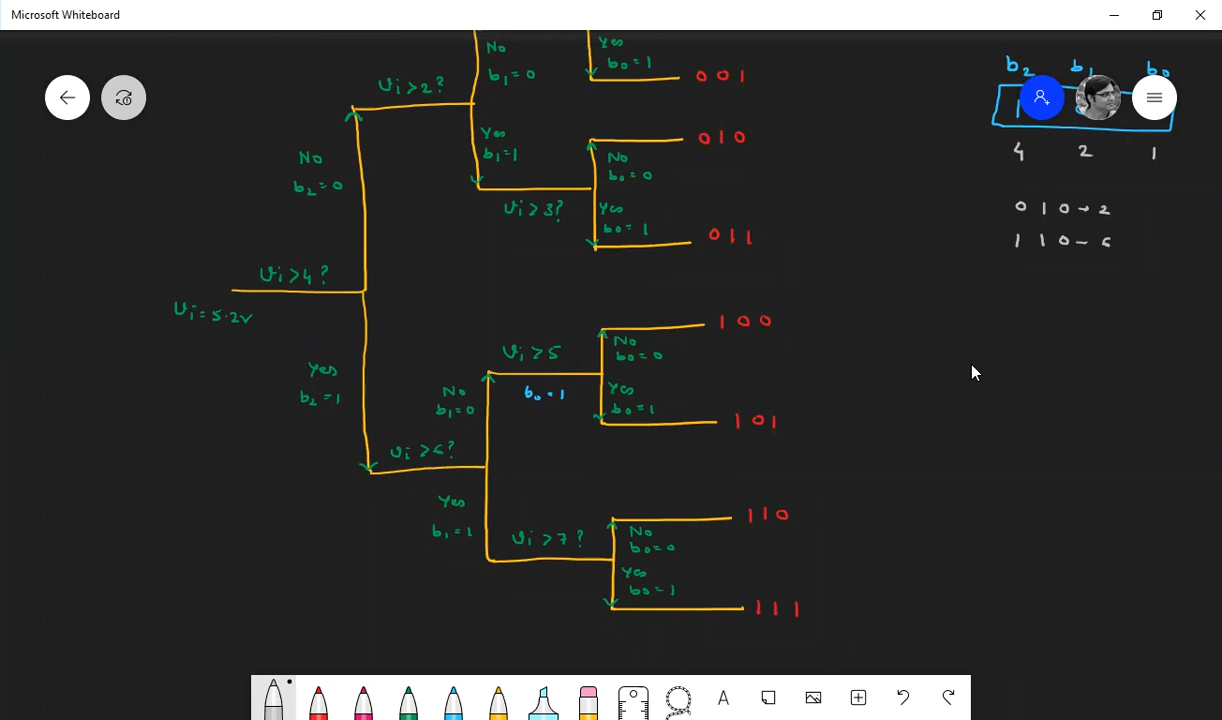 Microsoft Whiteboard
No
b1 = 0
Yes
b0 = 1
0 0 1
b2 b1 b0
Vi > 2 ?
1
4 2 1
Yes
b1 = 1
No
b0 = 0
0 1 0
No
b2 = 0
Vi > 3 ?
Yes
b0 = 1
0 1 1
0 1 0 → 2
1 1 0 – 6
Vi > 4 ?
Vi = 5.2v
Yes
b2 = 1
Vi > 5
b0 = 1
No
b0 = 0
1 0 0
No
b1 = 0
Yes
b0 = 1
1 0 1
Vi > 6 ?
Yes
b1 = 1
Vi > 7 ?
No
b0 = 0
1 1 0
Yes
b0 = 1
1 1 1
A